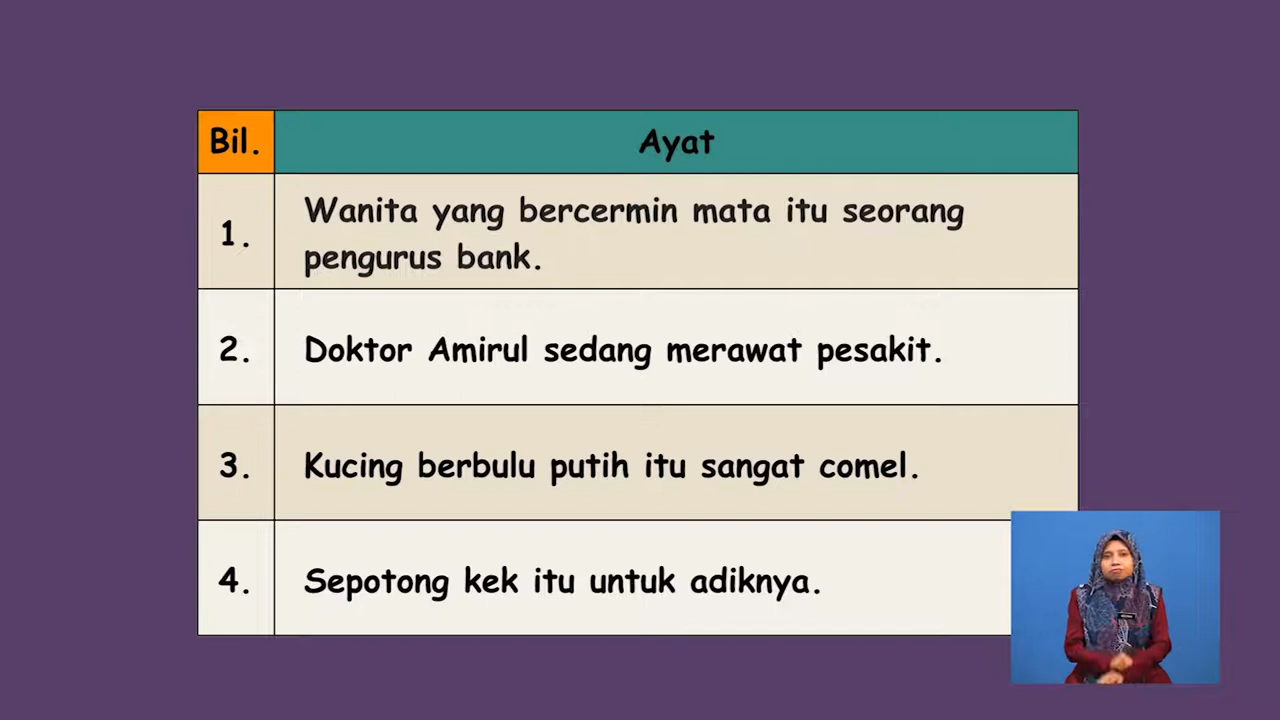 Bil. Ayat
1. Wanita yang bercermin mata itu seorang
pengurus bank.
2. Doktor Amirul sedang merawat pesakit.
3. Kucing berbulu putih itu sangat comel.
4. Sepotong kek itu untuk adiknya.